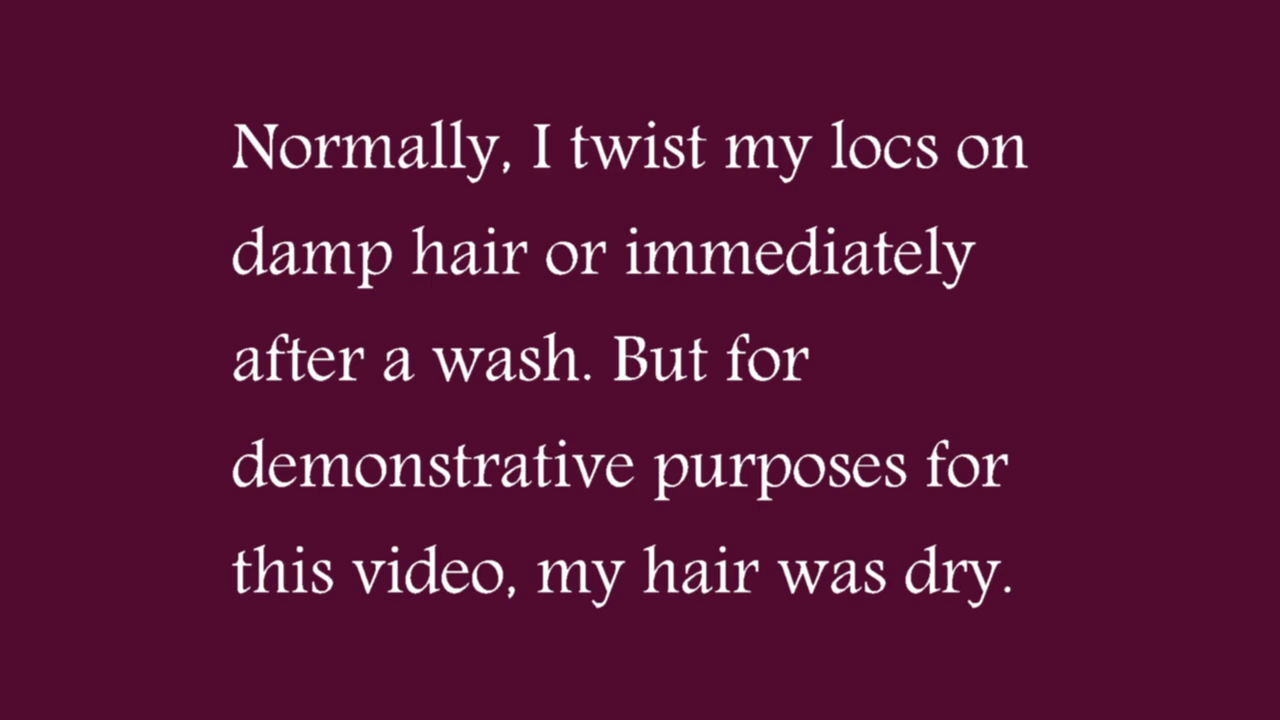 Normally, I twist my locs on
damp hair or immediately
after a wash. But for
demonstrative purposes for
this video, my hair was dry.